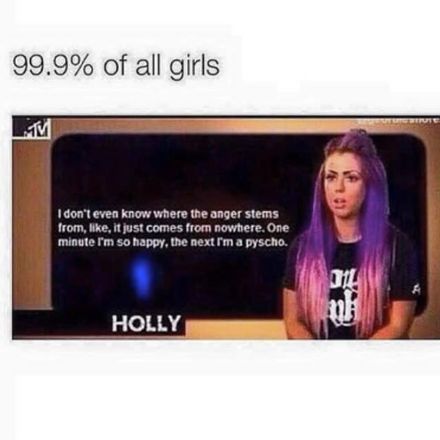 99.9% of all girls
TV
I don't even know where the anger stems
from, like, it just comes from nowhere. One
minute I'm so happy, the next I'm a pyscho.
HOLLY